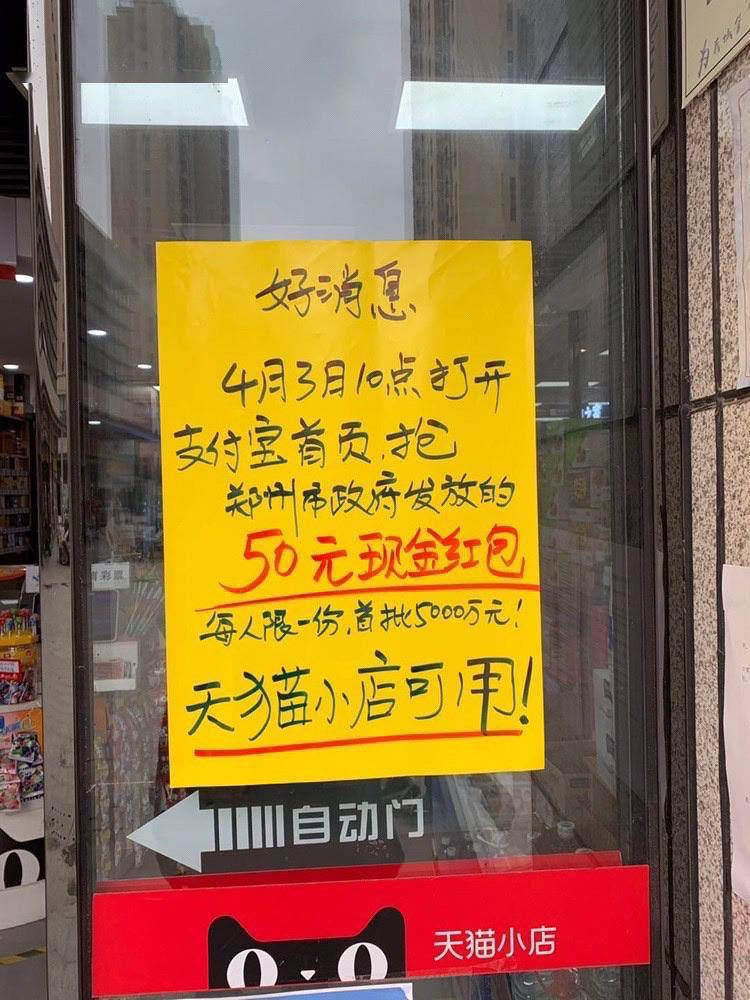 好消息
4月3日10点打开
支付宝首页.抢
郑州市政府发放的
50元现金红包
每人限一份,首批5000万元!
天猫小店可用!
彩票
自动门
天猫小店